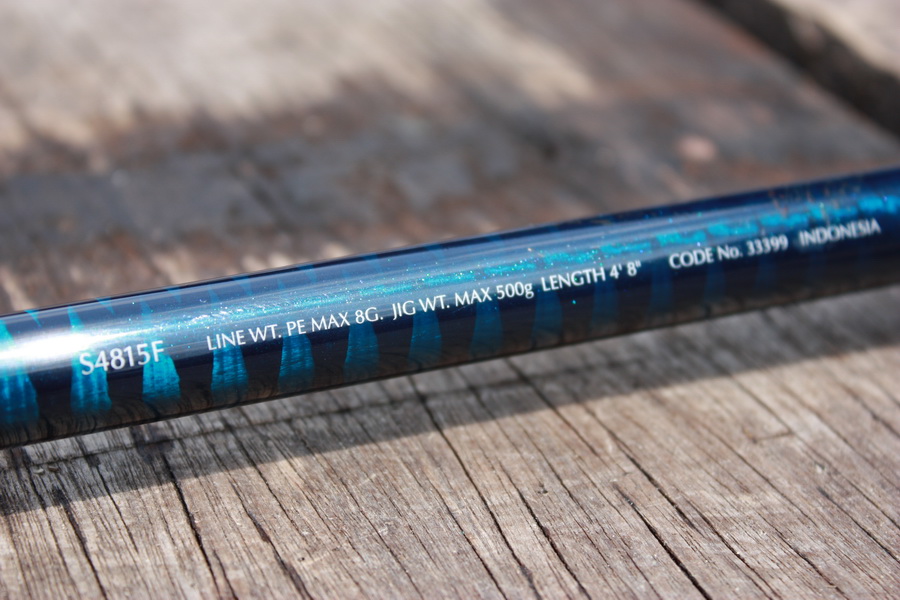 S4815F LINE WT. PE MAX 8G. JIG WT. MAX 500g LENGTH 4' 8" CODE No. 33399 INDONESIA